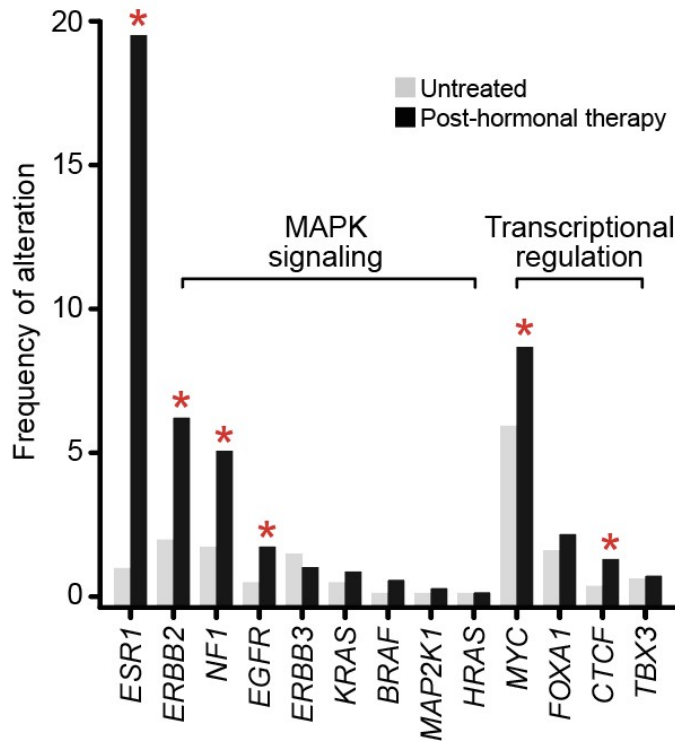 20
15
10
5
0
Frequency of alteration
Untreated
Post-hormonal therapy
MAPK
signaling
Transcriptional
regulation
*
*
*
*
*
*
ESR1
ERBB2
NF1
EGFR
ERBB3
KRAS
BRAF
MAP2K1
HRAS
MYC
FOXA1
CTCF
TBX3